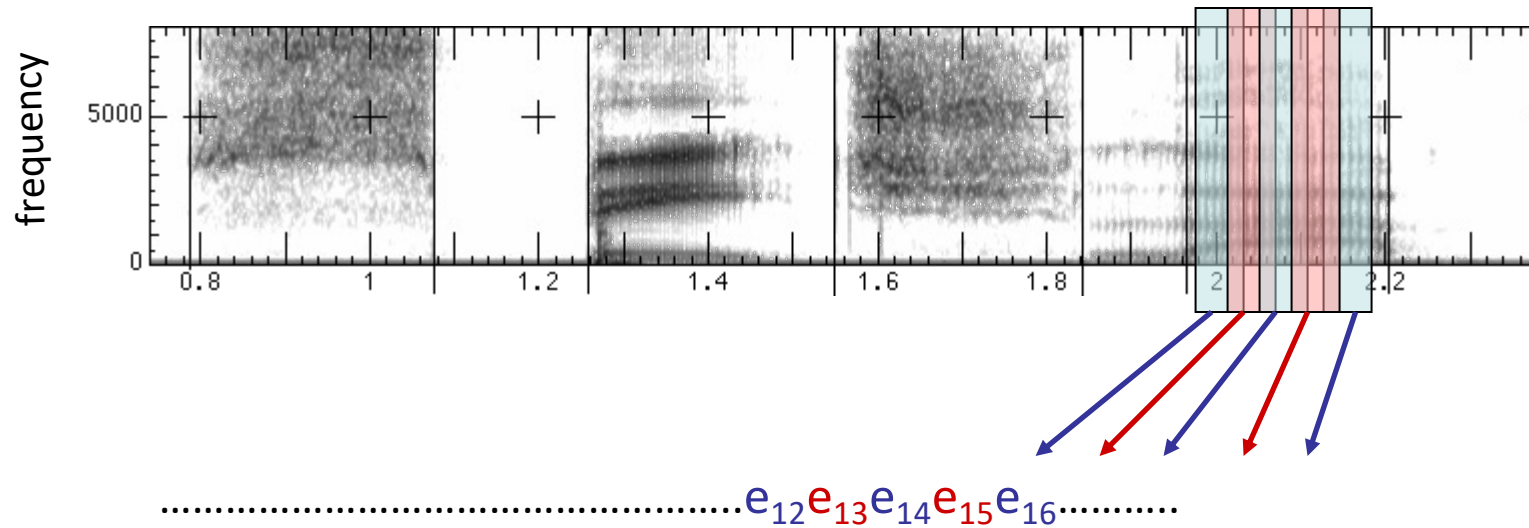 frequency
5000
0
0.8 1 1.2 1.4 1.6 1.8 2 2.2
……………………………………………e₁₂e₁₃e₁₄e₁₅e₁₆………..